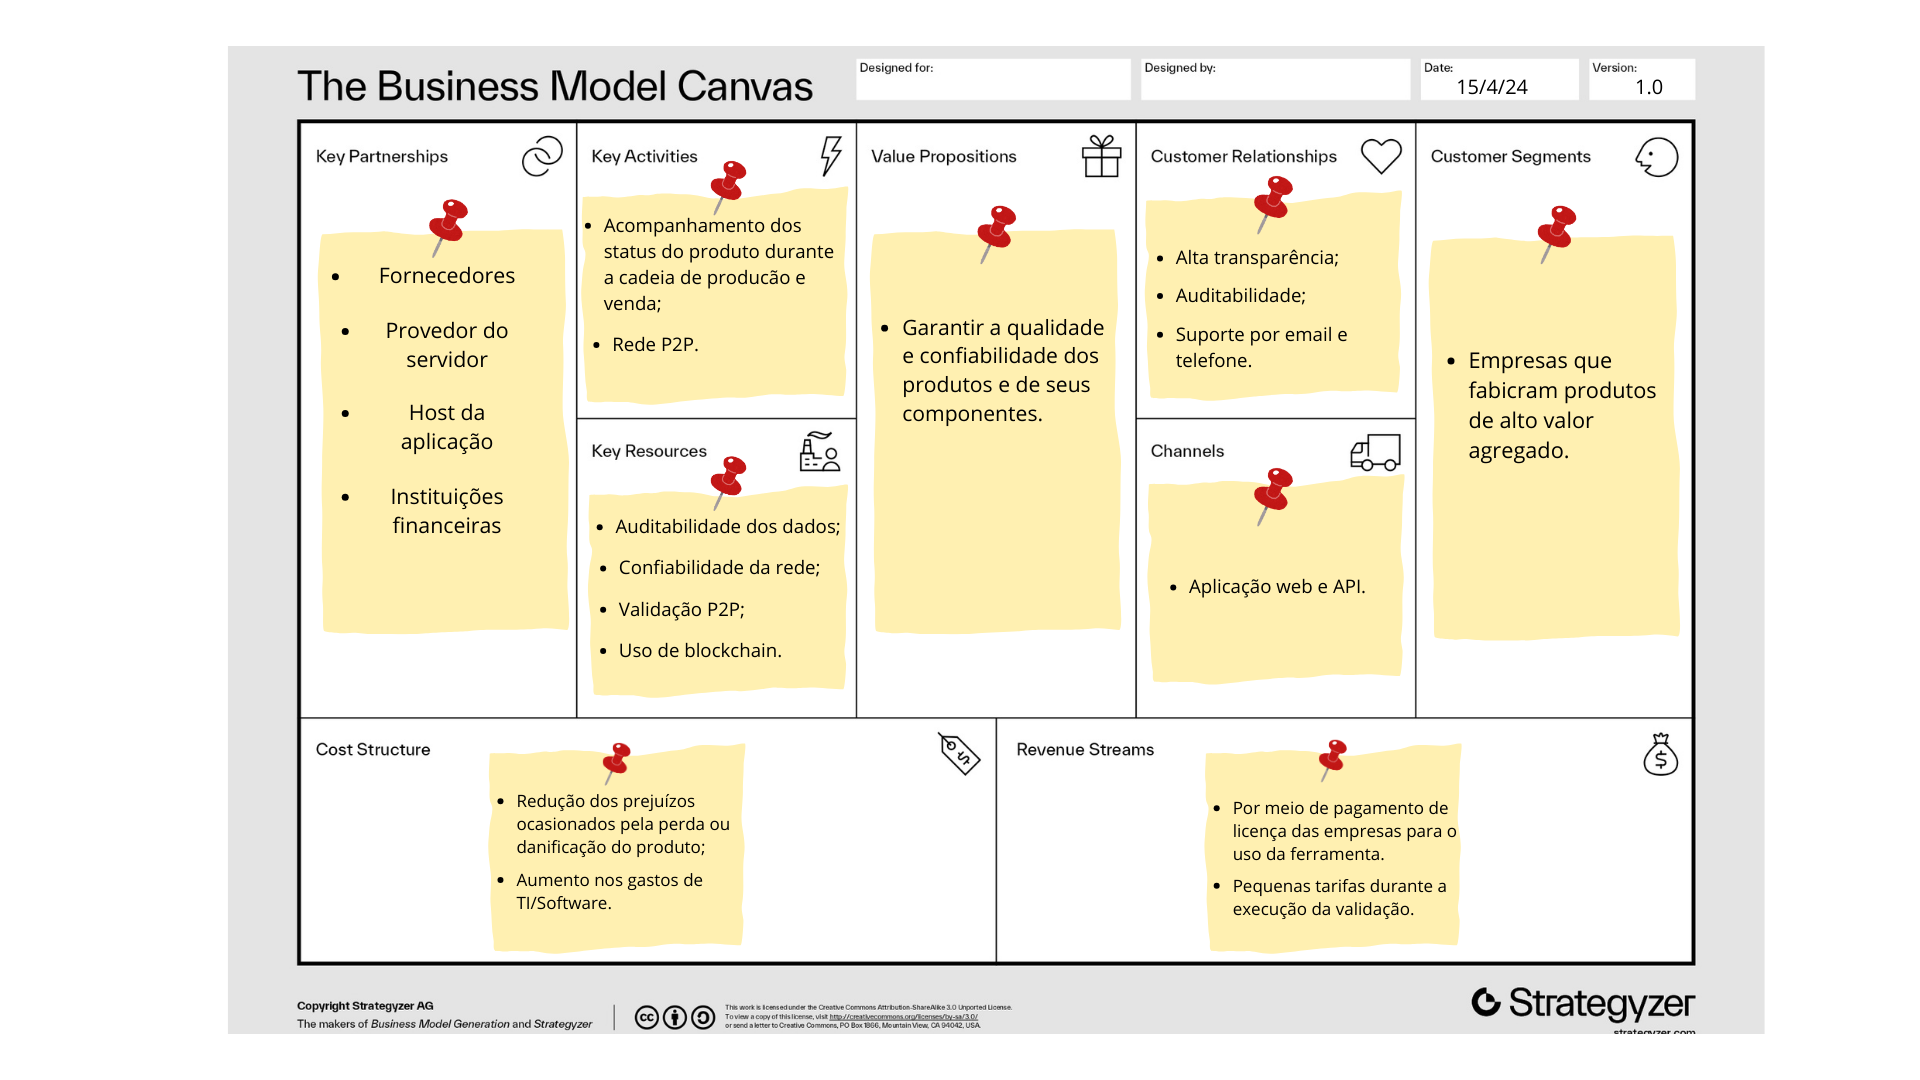 The Business Model Canvas
Designed for:
Designed by:
Date:
15/4/24
Version:
1.0
Key Partnerships
Fornecedores
Provedor do
servidor
Host da
aplicação
Instituições
financeiras
Key Activities
Acompanhamento dos
status do produto durante
a cadeia de producão e
venda;
Rede P2P.
Key Resources
Auditabilidade dos dados;
Confiabilidade da rede;
Validação P2P;
Uso de blockchain.
Value Propositions
Garantir a qualidade
e confiabilidade dos
produtos e de seus
componentes.
Customer Relationships
Alta transparência;
Auditabilidade;
Suporte por email e
telefone.
Channels
Aplicação web e API.
Customer Segments
Empresas que
fabicram produtos
de alto valor
agregado.
Cost Structure
Redução dos prejuízos
ocasionados pela perda ou
danificação do produto;
Aumento nos gastos de
TI/Software.
Revenue Streams
Por meio de pagamento de
licença das empresas para o
uso da ferramenta.
Pequenas tarifas durante a
execução da validação.
Copyright Strategyzer AG
The makers of Business Model Generation and Strategyzer
This work is licensed under the Creative Commons Attribution-ShareAlike 3.0 Unported License.
To view a copy of this license, visit http://creativecommons.org/licenses/by-sa/3.0/
or send a letter to Creative Commons, PO Box 1866, Mountain View, CA 94042, USA.
Strategyzer
strategyzer.com